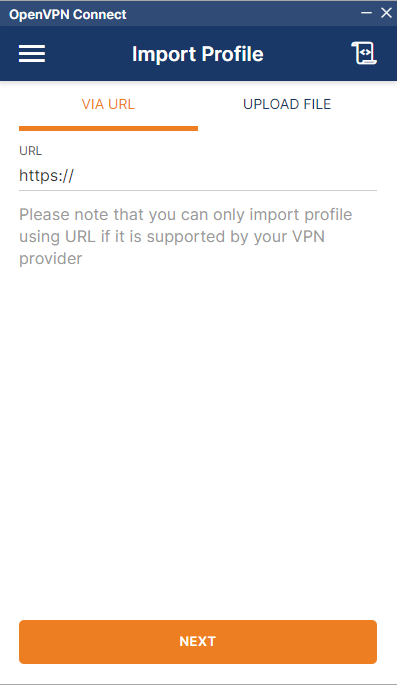 OpenVPN Connect
Import Profile
VIA URL
UPLOAD FILE
URL
https://
Please note that you can only import profile
using URL if it is supported by your VPN
provider
NEXT